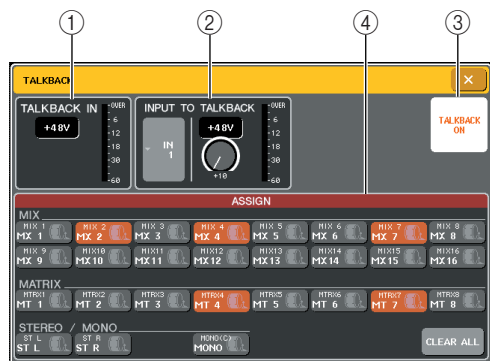 ① ② ④ ③
TALKBACK ×
TALKBACK IN
+48V
OVER
6
12
18
30
60
INPUT TO TALKBACK
IN
1
+48V
+10
OVER
6
12
18
30
60
TALKBACK
ON
ASSIGN
MIX
MIX 1 MIX 2 MIX 3 MIX 4 MIX 5 MIX 6 MIX 7 MIX 8
MX 1 MX 2 MX 3 MX 4 MX 5 MX 6 MX 7 MX 8
MIX 9 MIX10 MIX11 MIX12 MIX13 MIX14 MIX15 MIX16
MX 9 MX10 MX11 MX12 MX13 MX14 MX15 MX16
MATRIX
MTRX1 MTRX2 MTRX3 MTRX4 MTRX5 MTRX6 MTRX7 MTRX8
MT 1 MT 2 MT 3 MT 4 MT 5 MT 6 MT 7 MT 8
STEREO / MONO
ST L ST R MONO(C)
ST L ST R MONO
CLEAR ALL